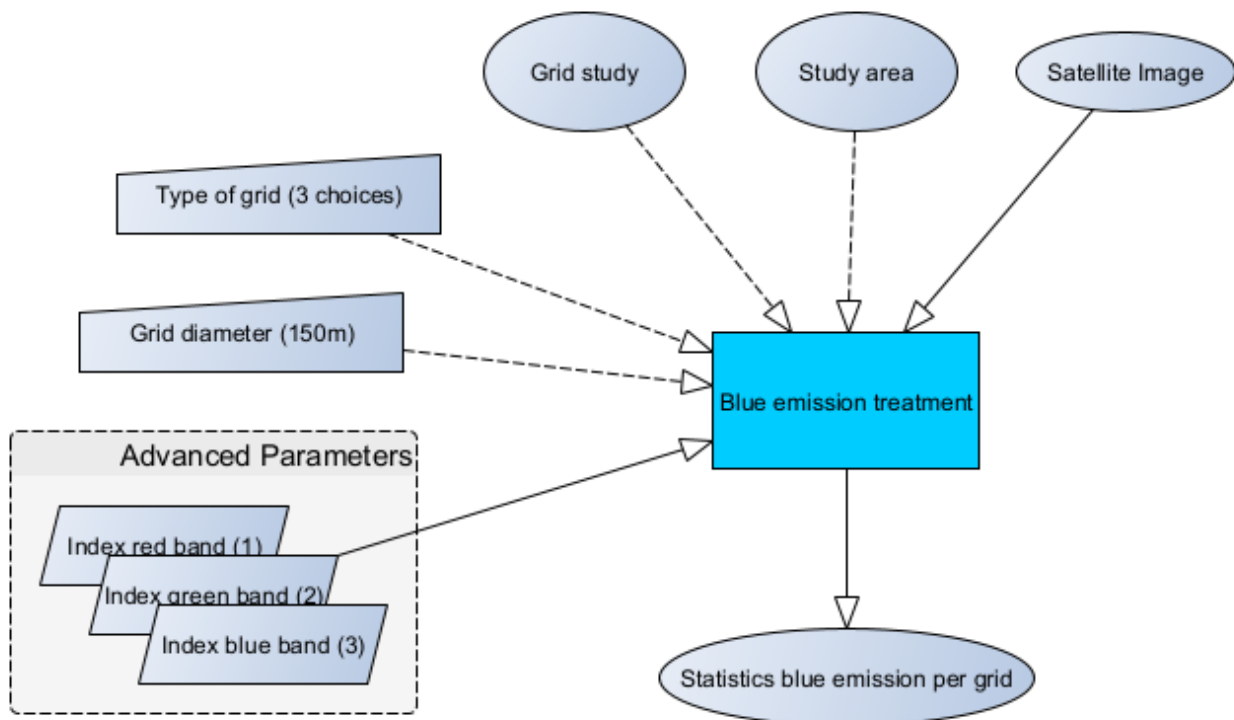 Grid study
Study area
Satellite Image
Type of grid (3 choices)
Grid diameter (150m)
Blue emission treatment
Advanced Parameters
Index red band (1)
Index green band (2)
Index blue band (3)
Statistics blue emission per grid